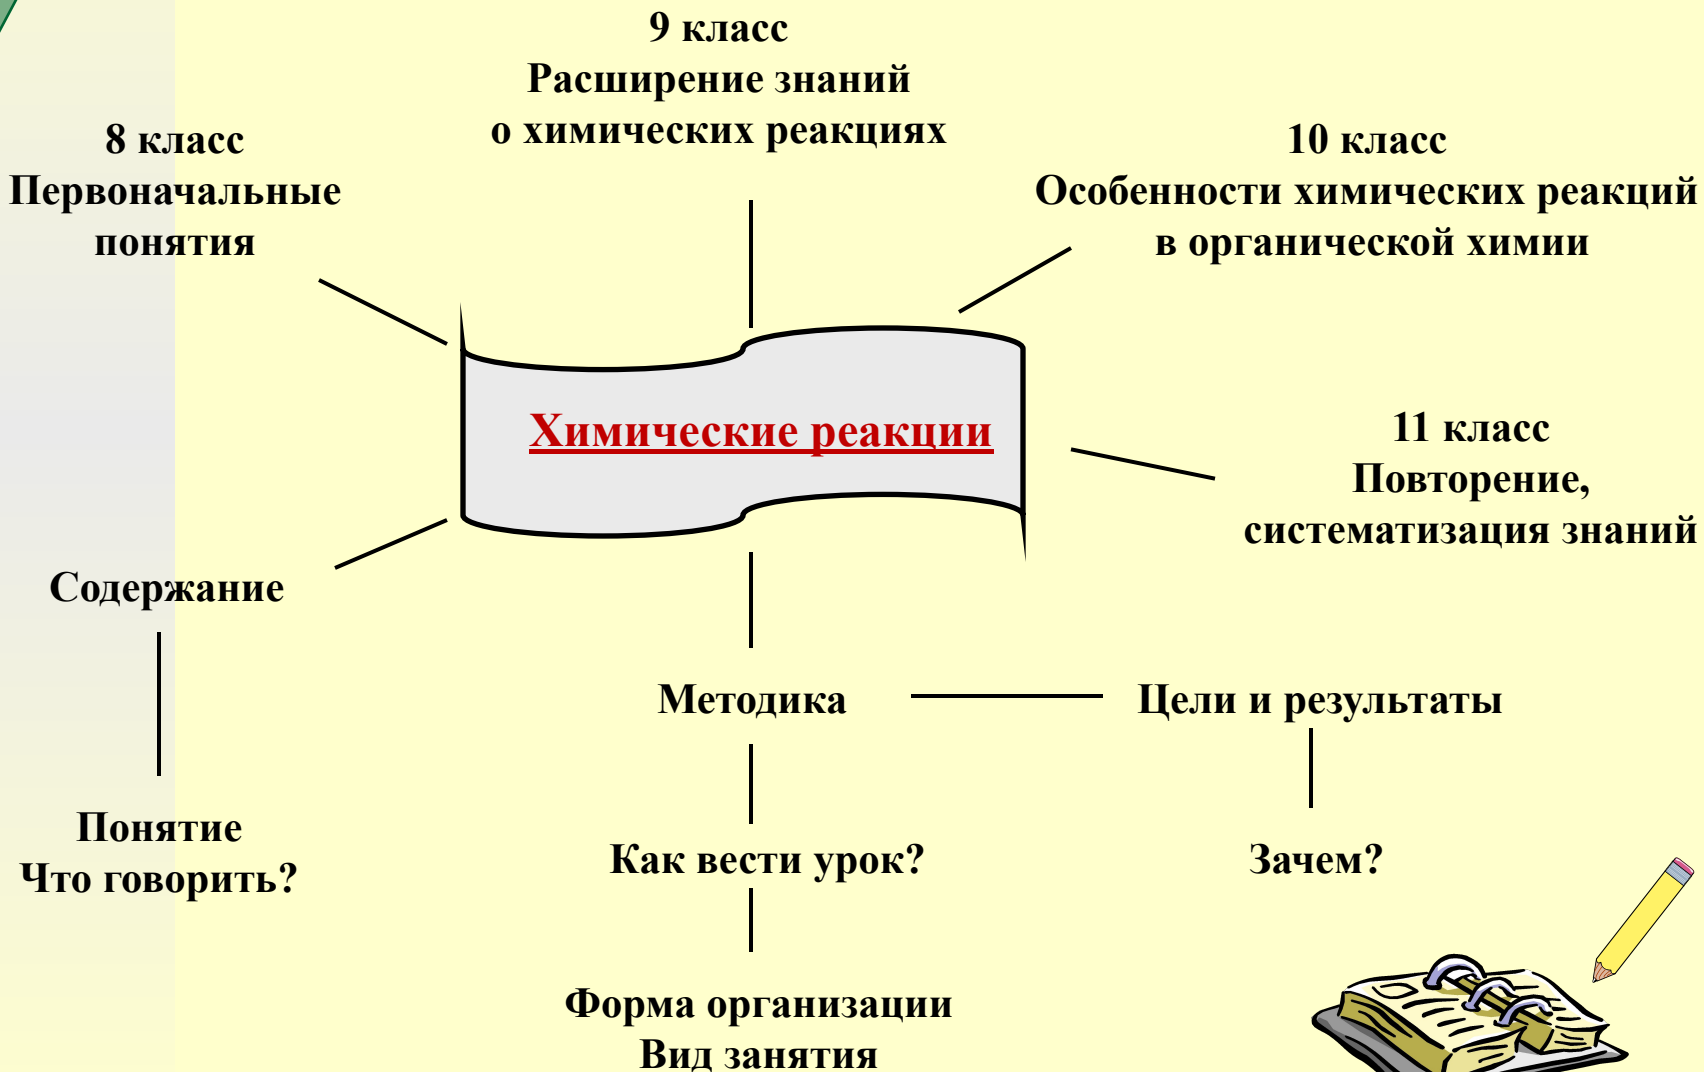 9 класс
Расширение знаний
о химических реакциях
8 класс
Первоначальные
понятия
10 класс
Особенности химических реакций
в органической химии
Химические реакции
11 класс
Повторение,
систематизация знаний
Содержание
Методика
Цели и результаты
Понятие
Что говорить?
Как вести урок?
Зачем?
Форма организации
Вид занятия